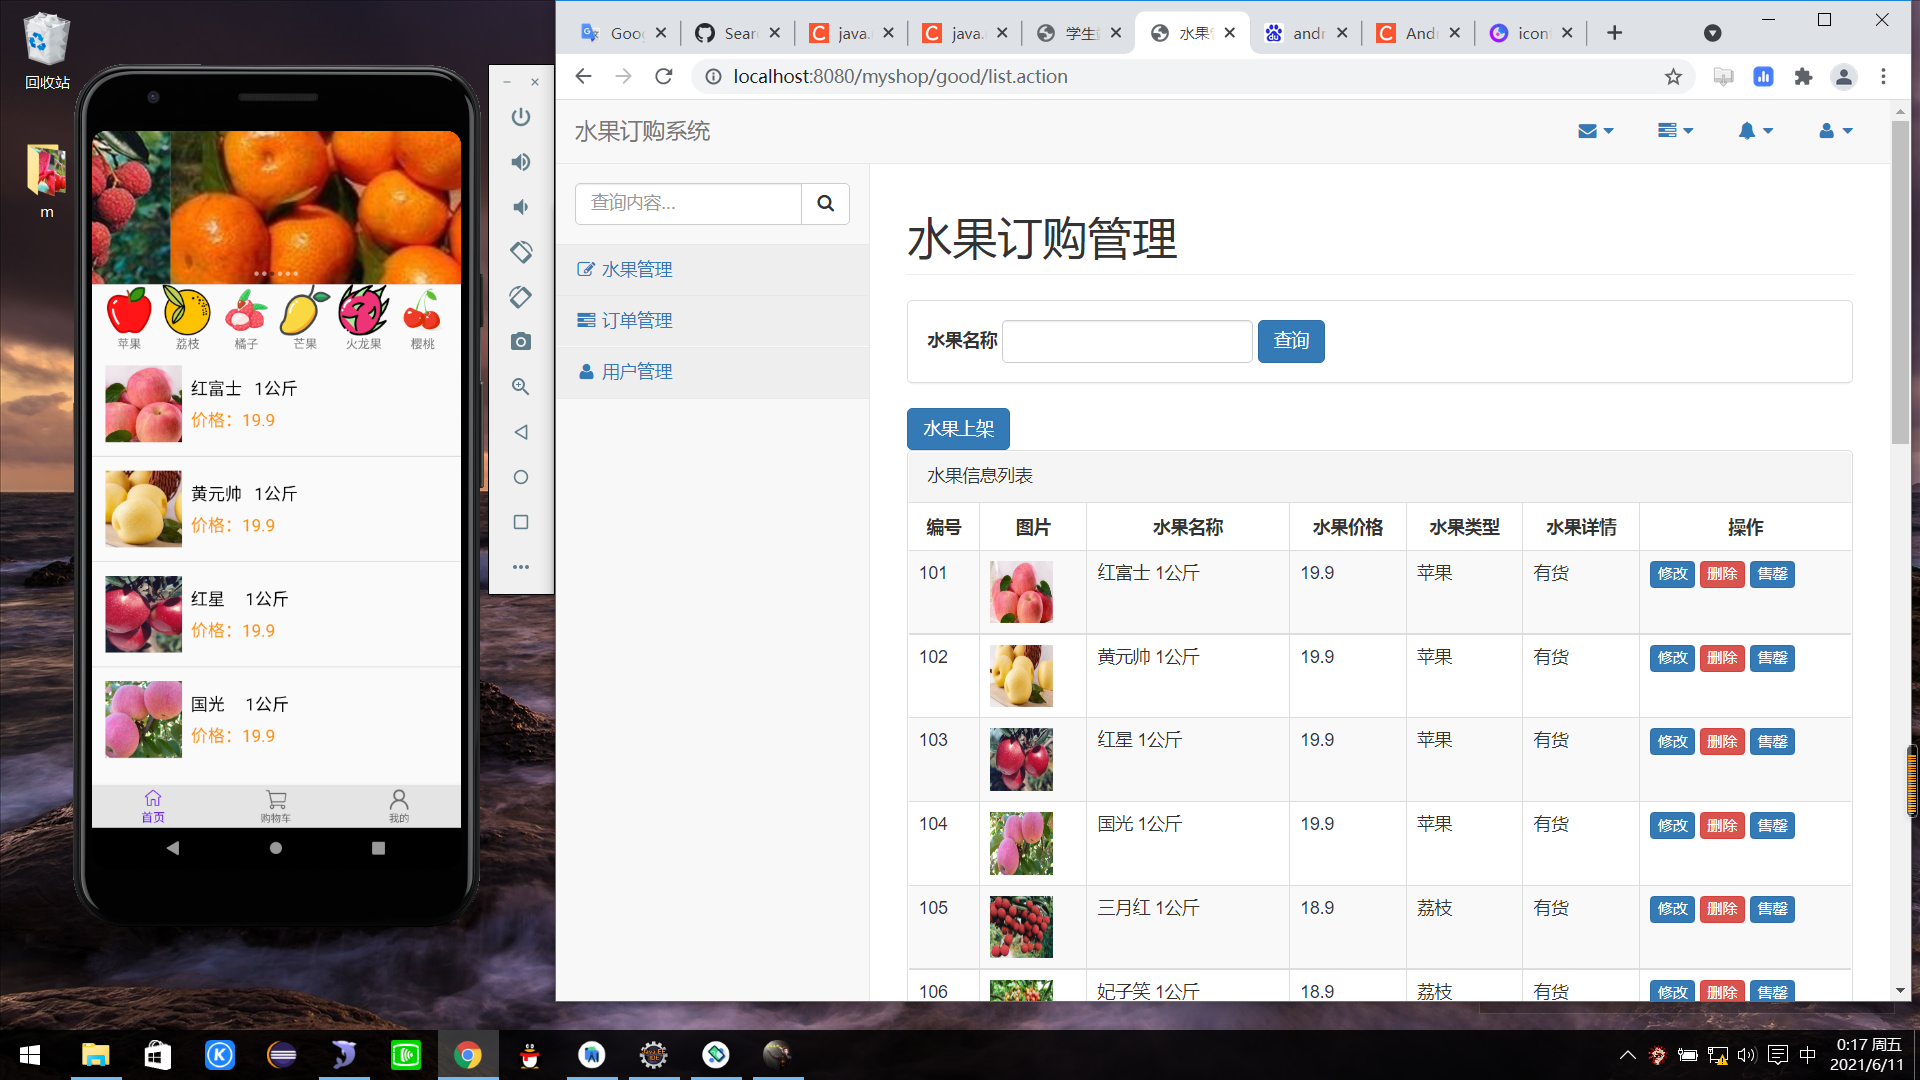 回收站
m
苹果
荔枝
橘子
芒果
火龙果
樱桃
红富士 1公斤
价格：19.9
黄元帅 1公斤
价格：19.9
红星 1公斤
价格：19.9
国光 1公斤
价格：19.9
首页
购物车
我的
Goo
Sear
java.
java.
学生
水果
andr
And
icon
localhost:8080/myshop/good/list.action
水果订购系统
查询内容...
水果管理
订单管理
用户管理
水果订购管理
水果名称
查询
水果上架
水果信息列表
编号 图片 水果名称 水果价格 水果类型 水果详情 操作
101 红富士 1公斤 19.9 苹果 有货 修改 删除 售罄
102 黄元帅 1公斤 19.9 苹果 有货 修改 删除 售罄
103 红星 1公斤 19.9 苹果 有货 修改 删除 售罄
104 国光 1公斤 19.9 苹果 有货 修改 删除 售罄
105 三月红 1公斤 18.9 荔枝 有货 修改 删除 售罄
106 妃子笑 1公斤 18.9 荔枝 有货 修改 删除 售罄
中
0:17 周五
2021/6/11